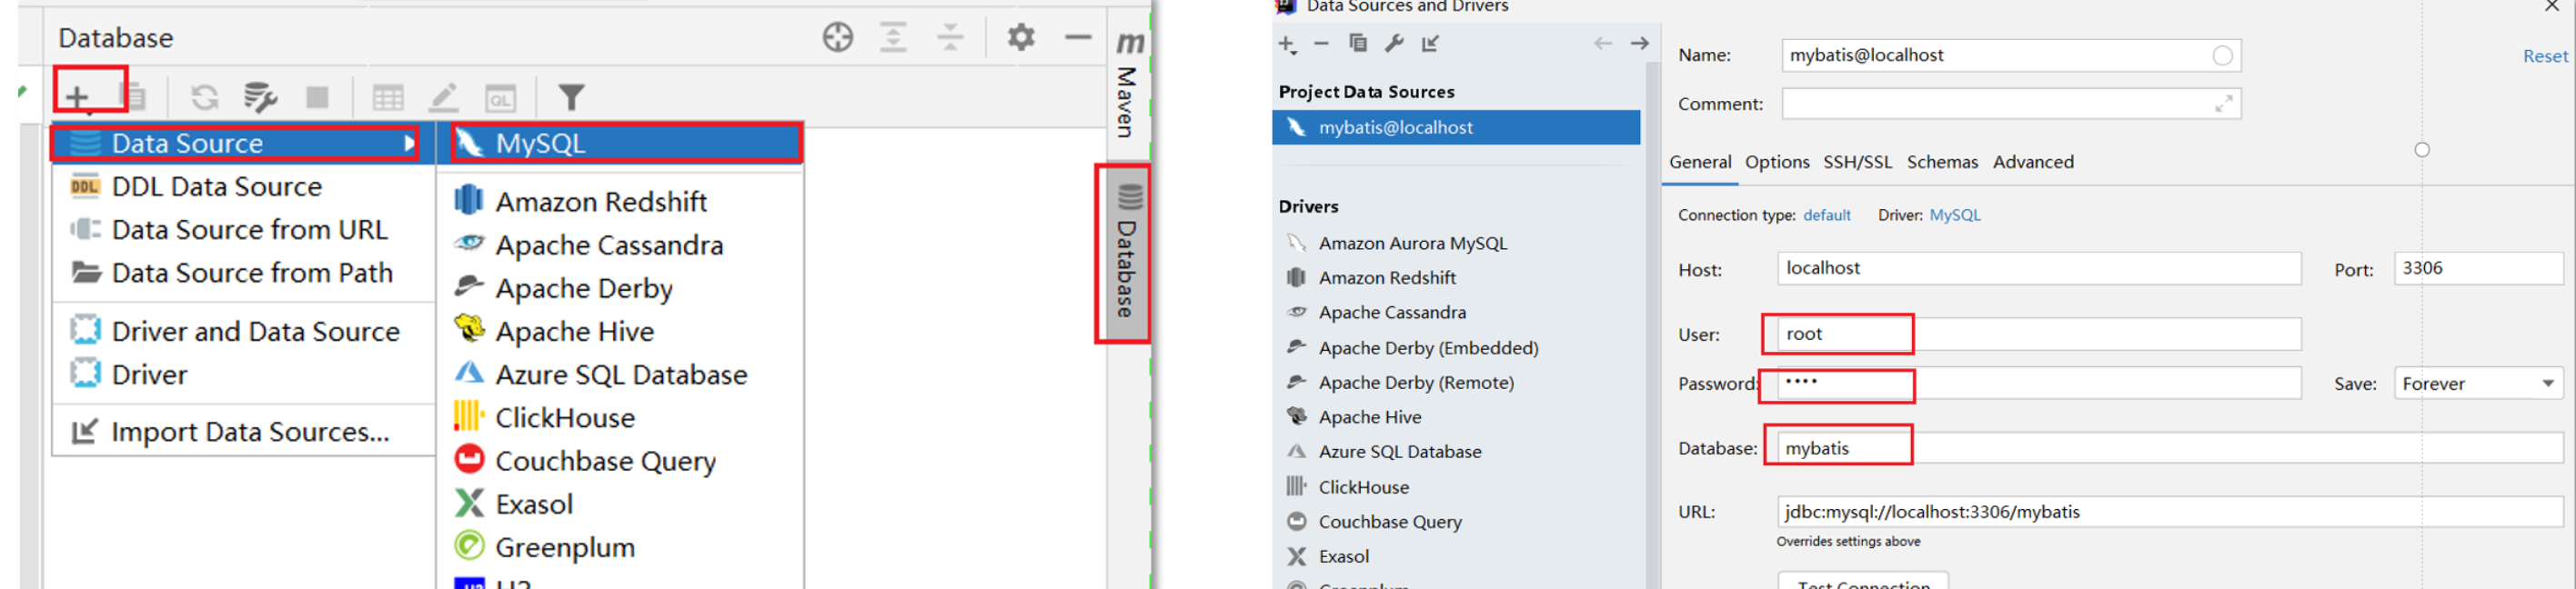 Database
QL
Data Source
DDL Data Source
DDL
Data Source from URL
Data Source from Path
Driver and Data Source
Driver
Import Data Sources...
MySQL
Amazon Redshift
Apache Cassandra
Apache Derby
Apache Hive
Azure SQL Database
ClickHouse
Couchbase Query
Exasol
Greenplum
H2
m
Maven
Database
Data Sources and Drivers
Project Data Sources
mybatis@localhost
Drivers
Amazon Aurora MySQL
Amazon Redshift
Apache Cassandra
Apache Derby (Embedded)
Apache Derby (Remote)
Apache Hive
Azure SQL Database
ClickHouse
Couchbase Query
Exasol
Greenplum
Name: mybatis@localhost
Reset
Comment:
General Options SSH/SSL Schemas Advanced
Connection type: default Driver: MySQL
Host: localhost Port: 3306
User: root
Password: •••• Save: Forever
Database: mybatis
URL: jdbc:mysql://localhost:3306/mybatis
Overrides settings above
Test Connection